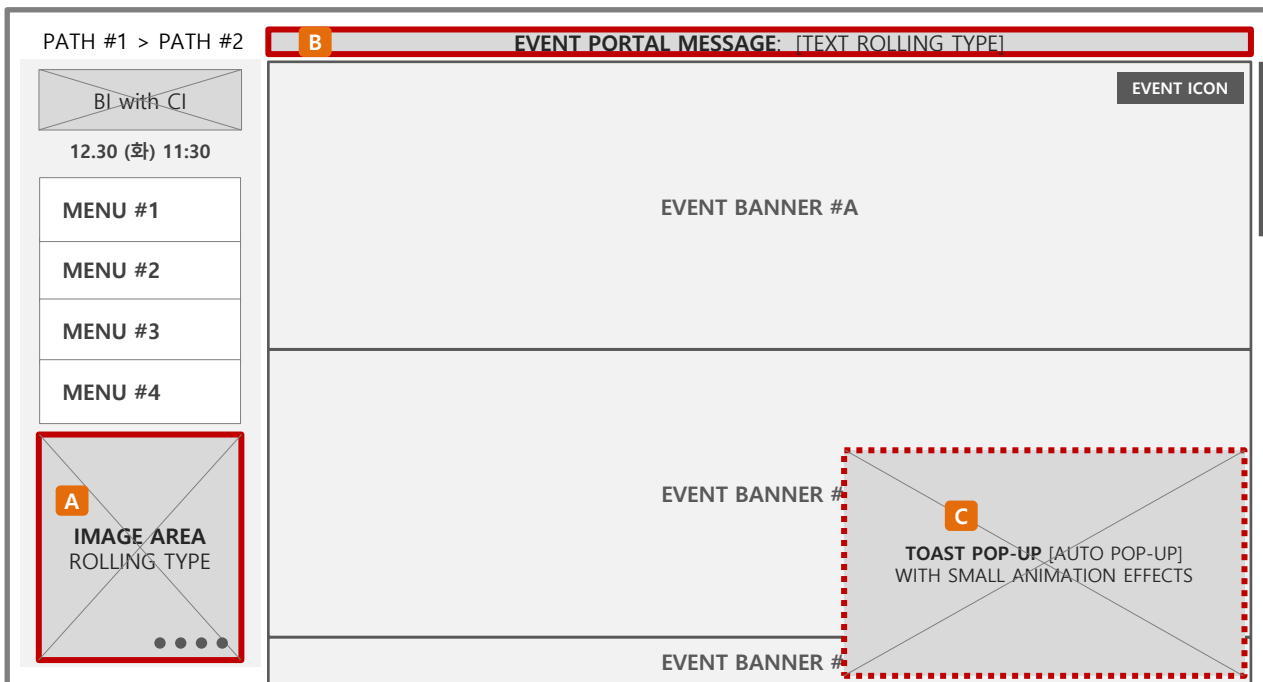 PATH #1 > PATH #2
B
EVENT PORTAL MESSAGE: [TEXT ROLLING TYPE]
BI with CI
12.30 (화) 11:30
MENU #1
MENU #2
MENU #3
MENU #4
A
IMAGE AREA
ROLLING TYPE
EVENT ICON
EVENT BANNER #A
EVENT BANNER #
C
TOAST POP-UP [AUTO POP-UP]
WITH SMALL ANIMATION EFFECTS
EVENT BANNER #